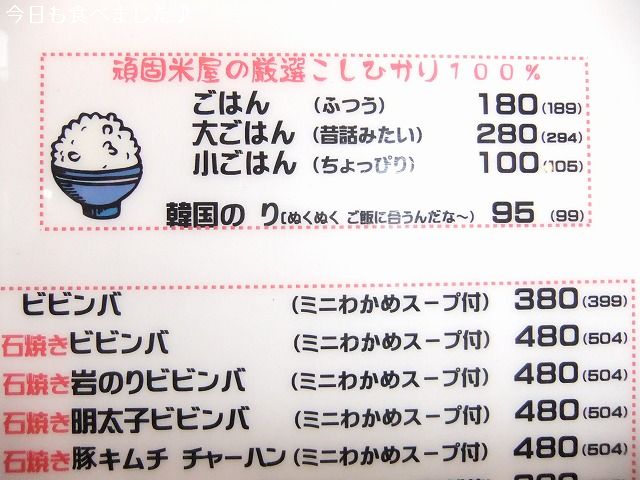 今日も食べました♪
頑固米屋の厳選こしひかり１００％
ごはん (ふつう) 180(189)
大ごはん (昔話みたい) 280(294)
小ごはん (ちょっぴり) 100(105)
韓国のり[ぬくぬく ご飯に合うんだな〜) 95(99)
ビビンバ (ミニわかめスープ付) 380(399)
石焼きビビンバ (ミニわかめスープ付) 480(504)
石焼き岩のりビビンバ (ミニわかめスープ付) 480(504)
石焼き明太子ビビンバ (ミニわかめスープ付) 480(504)
石焼き豚キムチ チャーハン(ミニわかめスープ付) 480(504)